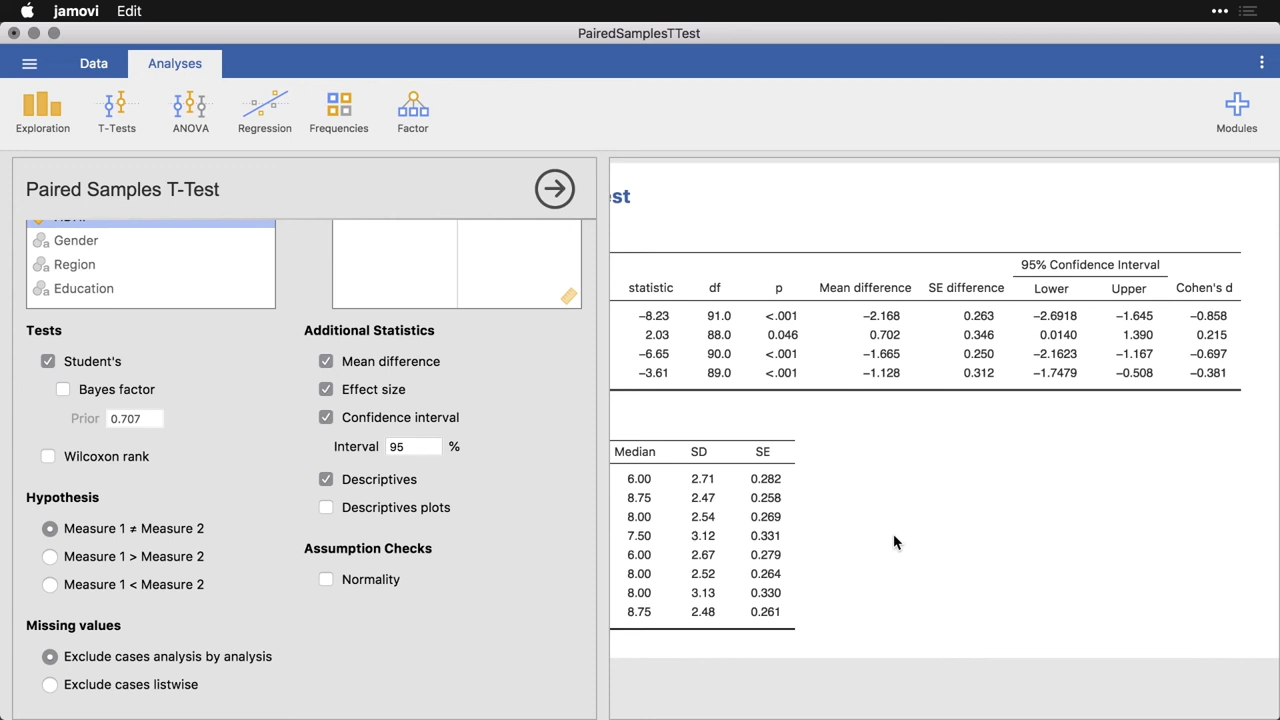 jamovi Edit
PairedSamplesTTest
Data Analyses
Exploration T-Tests ANOVA Regression Frequencies Factor Modules
Paired Samples T-Test
Gender
Region
Education
Tests
Student's
Bayes factor
Prior 0.707
Wilcoxon rank
Hypothesis
Measure 1 ≠ Measure 2
Measure 1 > Measure 2
Measure 1 < Measure 2
Missing values
Exclude cases analysis by analysis
Exclude cases listwise
Additional Statistics
Mean difference
Effect size
Confidence interval
Interval 95 %
Descriptives
Descriptives plots
Assumption Checks
Normality
est
95% Confidence Interval
statistic df p Mean difference SE difference Lower Upper Cohen's d
−8.23 91.0 <.001 −2.168 0.263 −2.6918 −1.645 −0.858
2.03 88.0 0.046 0.702 0.346 0.0140 1.390 0.215
−6.65 90.0 <.001 −1.665 0.250 −2.1623 −1.167 −0.697
−3.61 89.0 <.001 −1.128 0.312 −1.7479 −0.508 −0.381
Median SD SE
6.00 2.71 0.282
8.75 2.47 0.258
8.00 2.54 0.269
7.50 3.12 0.331
6.00 2.67 0.279
8.00 2.52 0.264
8.00 3.13 0.330
8.75 2.48 0.261